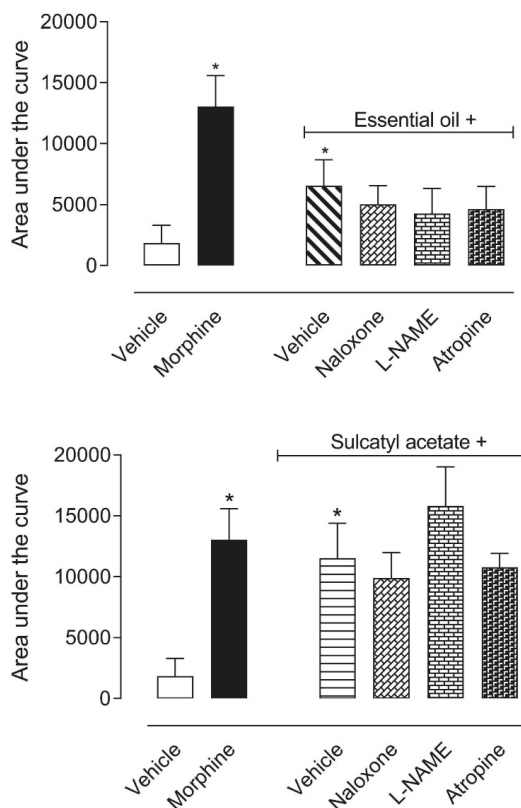 Area under the curve
20000
15000
10000
5000
0
*
*
Essential oil +
Vehicle
Morphine
Vehicle
Naloxone
L-NAME
Atropine
Sulcatyl acetate +
Area under the curve
20000
15000
10000
5000
0
*
*
Vehicle
Morphine
Vehicle
Naloxone
L-NAME
Atropine